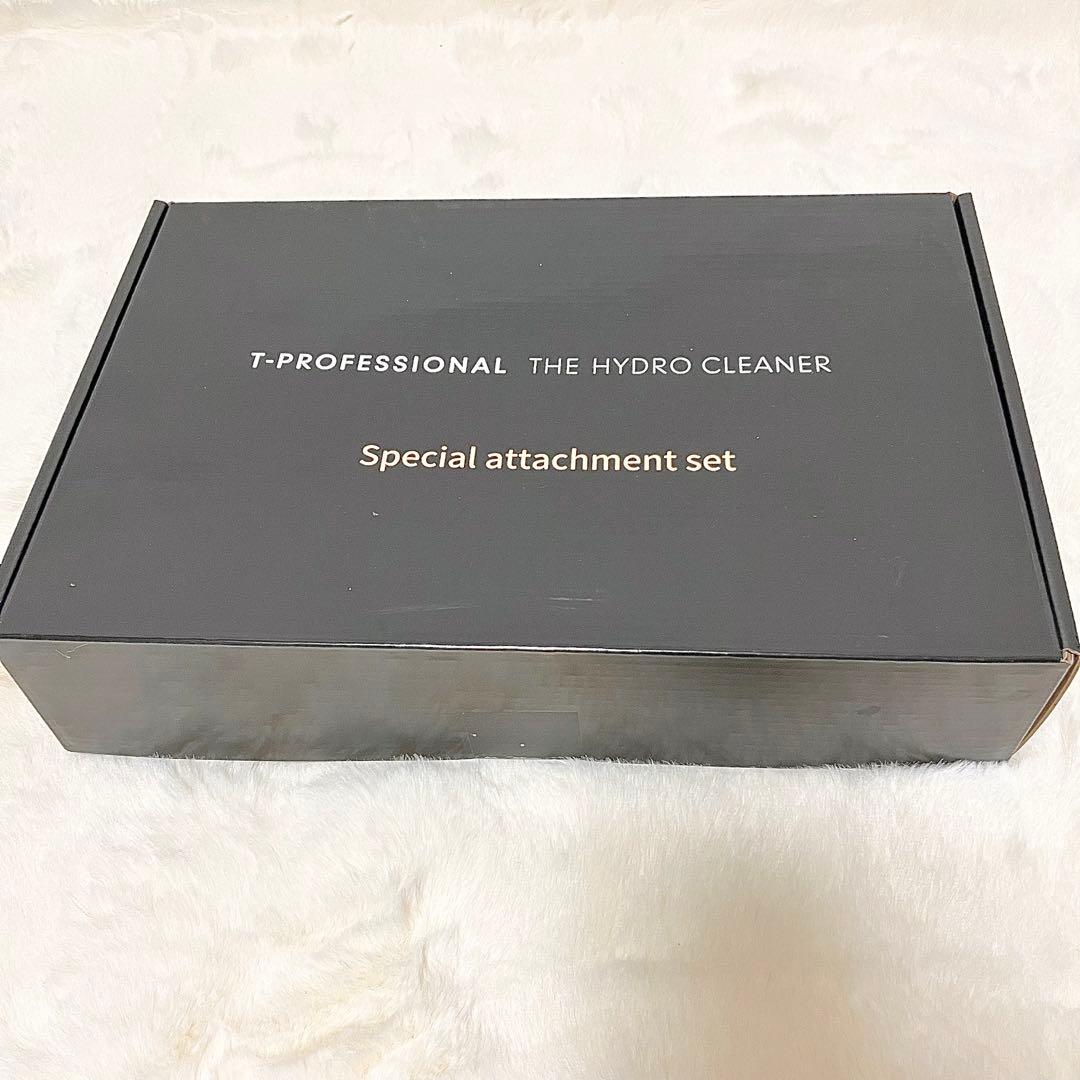 T-PROFESSIONAL THE HYDRO CLEANER
Special attachment set